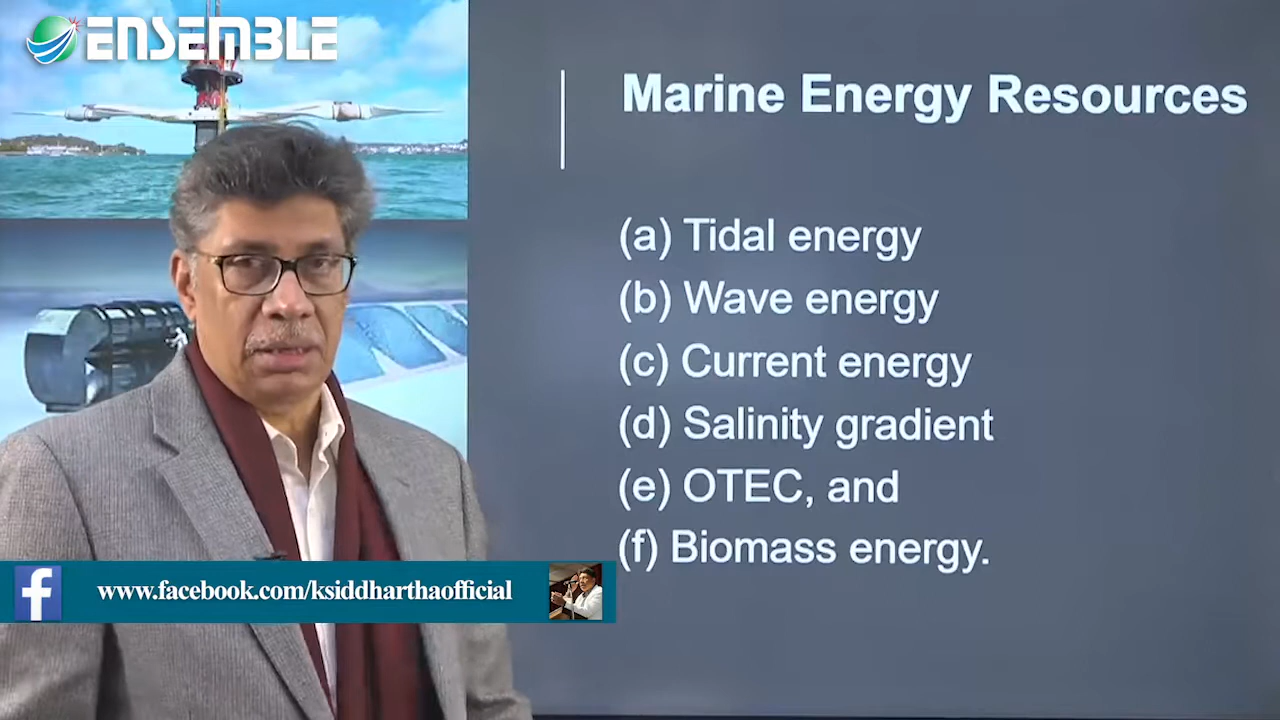 ENSEMBLE
Marine Energy Resources
(a) Tidal energy
(b) Wave energy
(c) Current energy
(d) Salinity gradient
(e) OTEC, and
(f) Biomass energy.
f www.facebook.com/ksiddharthaofficial